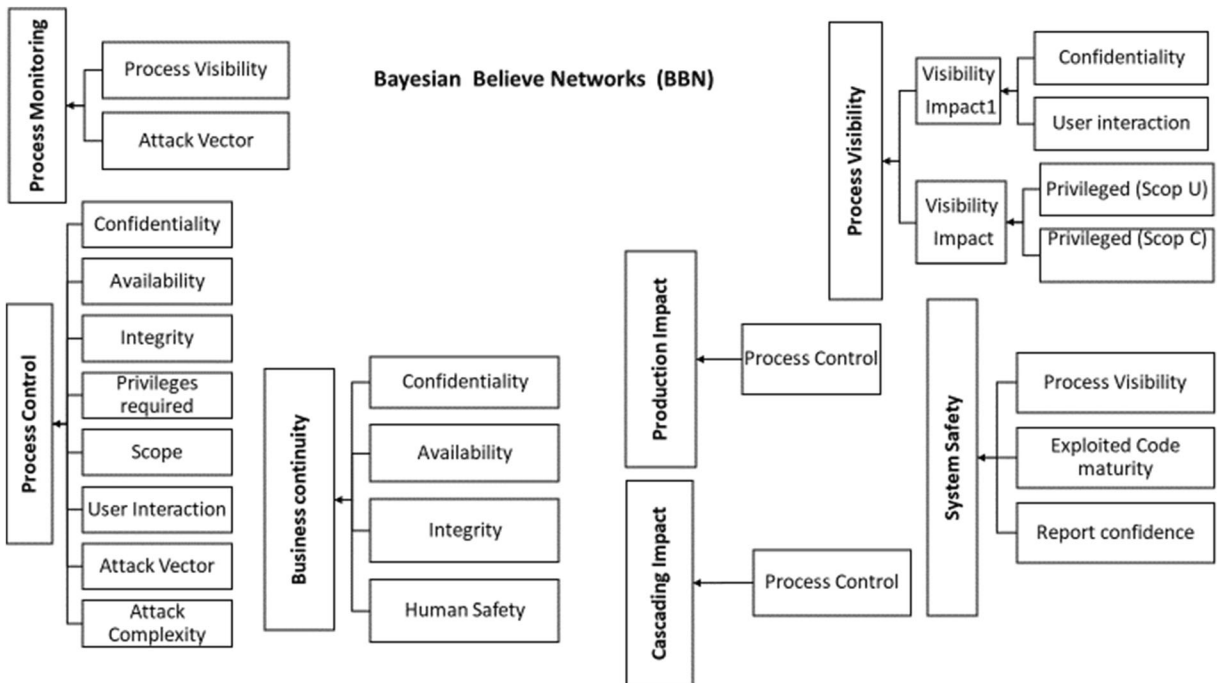 Process Monitoring
Process Visibility
Attack Vector
Bayesian Believe Networks (BBN)
Process Visibility
Visibility
Impact1
Confidentiality
User interaction
Visibility
Impact
Privileged (Scop U)
Privileged (Scop C)
Process Control
Confidentiality
Availability
Integrity
Privileges
required
Scope
User Interaction
Attack Vector
Attack
Complexity
Business continuity
Confidentiality
Availability
Integrity
Human Safety
Production Impact
Process Control
Cascading Impact
Process Control
System Safety
Process Visibility
Exploited Code
maturity
Report confidence